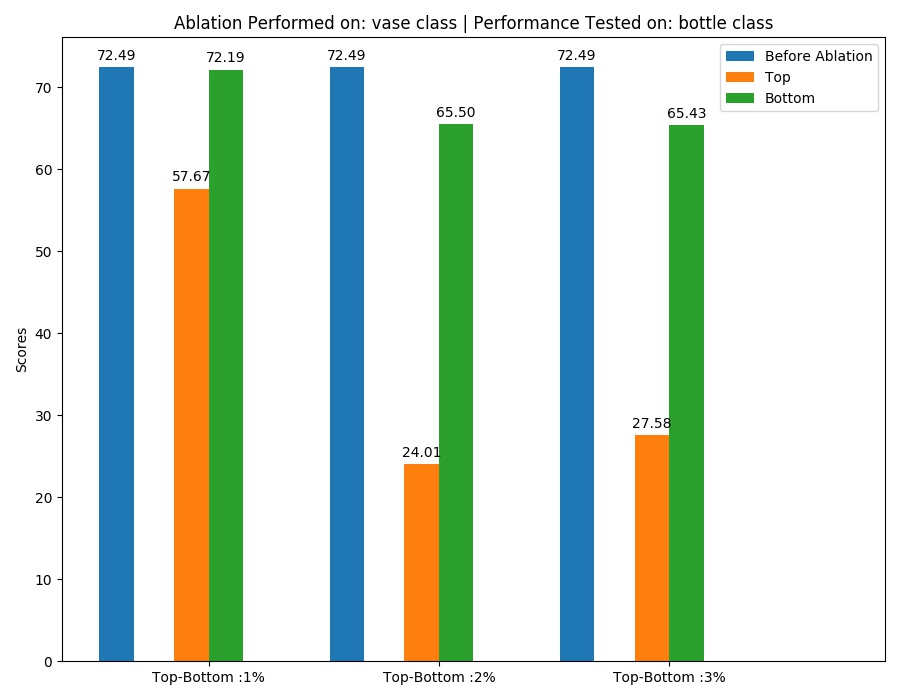 Ablation Performed on: vase class | Performance Tested on: bottle class
72.49
72.19
72.49
72.49
Before Ablation
Top
Bottom
65.50
65.43
57.67
24.01
27.58
Scores
70
60
50
40
30
20
10
0
Top-Bottom :1%
Top-Bottom :2%
Top-Bottom :3%